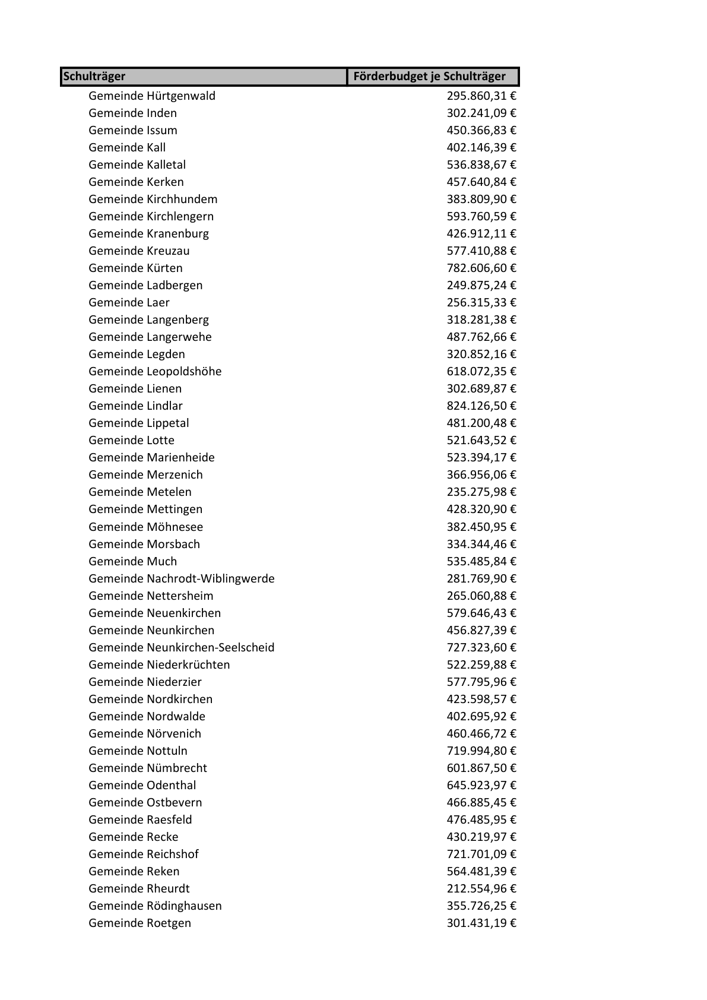 Schulträger Förderbudget je Schulträger
Gemeinde Hürtgenwald 295.860,31 €
Gemeinde Inden 302.241,09 €
Gemeinde Issum 450.366,83 €
Gemeinde Kall 402.146,39 €
Gemeinde Kalletal 536.838,67 €
Gemeinde Kerken 457.640,84 €
Gemeinde Kirchhundem 383.809,90 €
Gemeinde Kirchlengern 593.760,59 €
Gemeinde Kranenburg 426.912,11 €
Gemeinde Kreuzau 577.410,88 €
Gemeinde Kürten 782.606,60 €
Gemeinde Ladbergen 249.875,24 €
Gemeinde Laer 256.315,33 €
Gemeinde Langenberg 318.281,38 €
Gemeinde Langerwehe 487.762,66 €
Gemeinde Legden 320.852,16 €
Gemeinde Leopoldshöhe 618.072,35 €
Gemeinde Lienen 302.689,87 €
Gemeinde Lindlar 824.126,50 €
Gemeinde Lippetal 481.200,48 €
Gemeinde Lotte 521.643,52 €
Gemeinde Marienheide 523.394,17 €
Gemeinde Merzenich 366.956,06 €
Gemeinde Metelen 235.275,98 €
Gemeinde Mettingen 428.320,90 €
Gemeinde Möhnesee 382.450,95 €
Gemeinde Morsbach 334.344,46 €
Gemeinde Much 535.485,84 €
Gemeinde Nachrodt-Wiblingwerde 281.769,90 €
Gemeinde Nettersheim 265.060,88 €
Gemeinde Neuenkirchen 579.646,43 €
Gemeinde Neunkirchen 456.827,39 €
Gemeinde Neunkirchen-Seelscheid 727.323,60 €
Gemeinde Niederkrüchten 522.259,88 €
Gemeinde Niederzier 577.795,96 €
Gemeinde Nordkirchen 423.598,57 €
Gemeinde Nordwalde 402.695,92 €
Gemeinde Nörvenich 460.466,72 €
Gemeinde Nottuln 719.994,80 €
Gemeinde Nümbrecht 601.867,50 €
Gemeinde Odenthal 645.923,97 €
Gemeinde Ostbevern 466.885,45 €
Gemeinde Raesfeld 476.485,95 €
Gemeinde Recke 430.219,97 €
Gemeinde Reichshof 721.701,09 €
Gemeinde Reken 564.481,39 €
Gemeinde Rheurdt 212.554,96 €
Gemeinde Rödinghausen 355.726,25 €
Gemeinde Roetgen 301.431,19 €